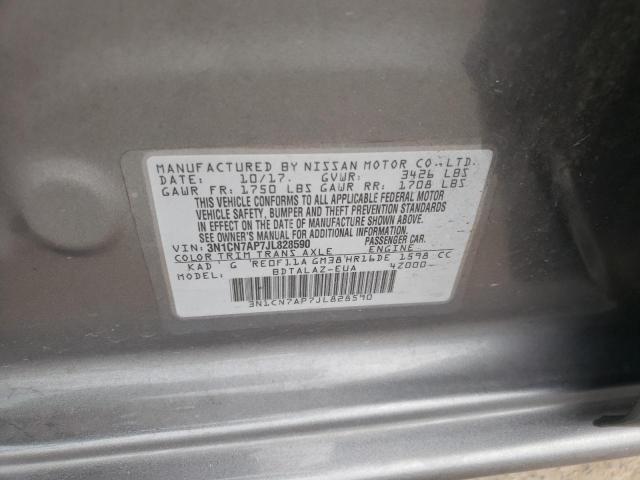 MANUFACTURED BY NISSAN MOTOR CO.,LTD.
DATE: 10/17. GVWR: 3426 LBS
GAWR FR: 1750 LBS GAWR RR: 1708 LBS
THIS VEHICLE CONFORMS TO ALL APPLICABLE FEDERAL MOTOR
VEHICLE SAFETY, BUMPER AND THEFT PREVENTION STANDARDS
IN EFFECT ON THE DATE OF MANUFACTURE SHOWN ABOVE.
SEE OWNERS MANUAL FOR ADDITIONAL INFORMATION.
VIN: 3N1CN7AP7JL828590 PASSENGER CAR.
COLOR TRIM TRANS AXLE ENGINE
KAD G RE0F11A GM38 HR16DE 1598 CC
MODEL: BDTALAZ-EUA 42000-
3N1CN7AP7JL828590